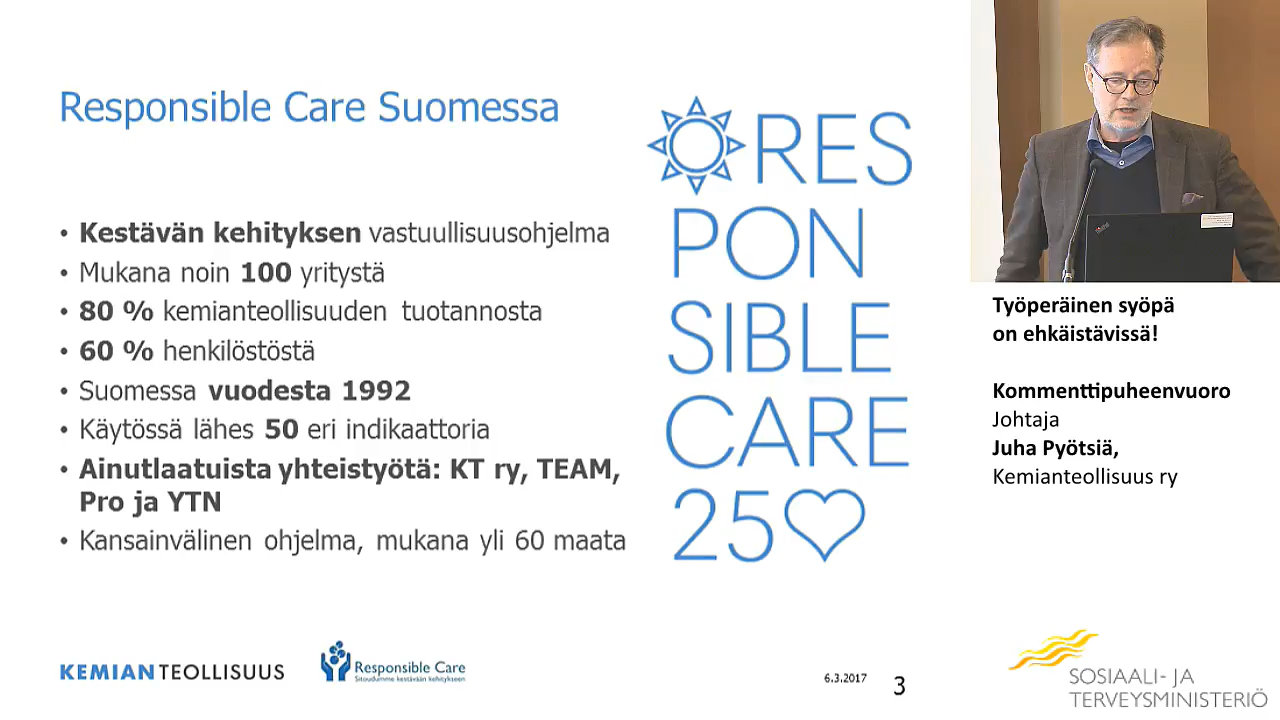 Responsible Care Suomessa
• Kestävän kehityksen vastuullisuusohjelma
• Mukana noin 100 yritystä
• 80 % kemianteollisuuden tuotannosta
• 60 % henkilöstöstä
• Suomessa vuodesta 1992
• Käytössä lähes 50 eri indikaattoria
• Ainutlaatuista yhteistyötä: KT ry, TEAM,
Pro ja YTN
• Kansainvälinen ohjelma, mukana yli 60 maata
RES
PON
SIBLE
CARE
25
KEMIANTEOLLISUUS
Responsible Care
Sitoudumme kestävään kehitykseen
6.3.2017
3
Työperäinen syöpä
on ehkäistävissä!
Kommenttipuheenvuoro
Johtaja
Juha Pyötsiä,
Kemianteollisuus ry
SOSIAALI- JA
TERVEYSMINISTERIÖ